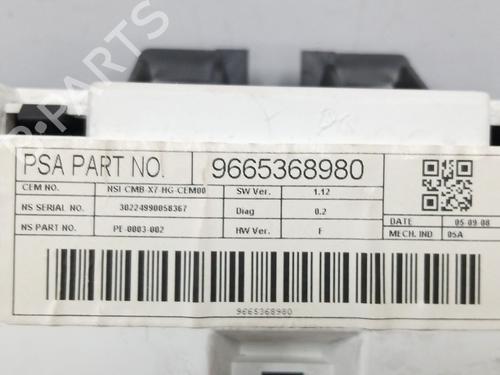 PSA PART NO. 9665368980
CEM NO. NSI-CMB-X7-HG-CEM00 SW Ver. 1.12
NS SERIAL NO. 30224990058367 Diag 0.2
NS PART NO. PE-0003-002 HW Ver. F
DATE 05-09-08
MECH. IND 05A
9665368980